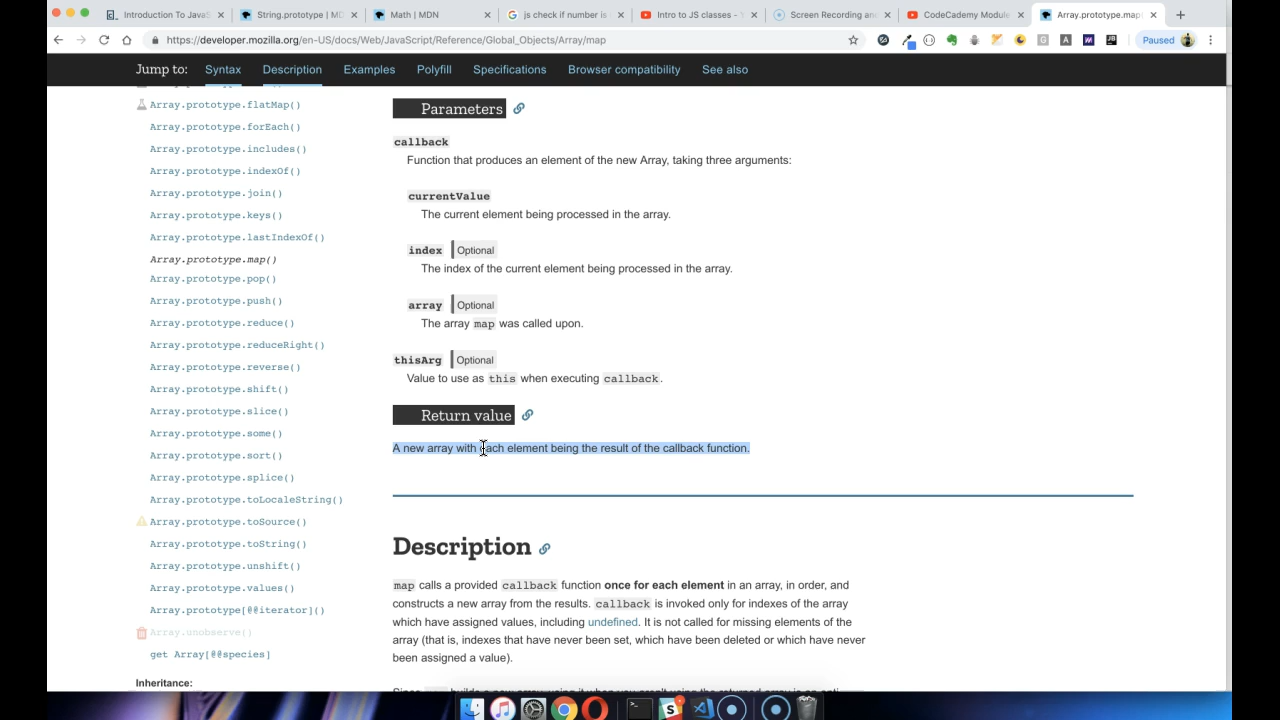 Introduction To JavaS
String.prototype | MD
Math | MDN
js check if number is
Intro to JS classes - Y
Screen Recording an
CodeCademy Module
Array.prototype.map
https://developer.mozilla.org/en-US/docs/Web/JavaScript/Reference/Global_Objects/Array/map
Paused
Jump to: Syntax Description Examples Polyfill Specifications Browser compatibility See also
Array.prototype.flatMap()
Array.prototype.forEach()
Array.prototype.includes()
Array.prototype.indexOf()
Array.prototype.join()
Array.prototype.keys()
Array.prototype.lastIndexOf()
Array.prototype.map()
Array.prototype.pop()
Array.prototype.push()
Array.prototype.reduce()
Array.prototype.reduceRight()
Array.prototype.reverse()
Array.prototype.shift()
Array.prototype.slice()
Array.prototype.some()
Array.prototype.sort()
Array.prototype.splice()
Array.prototype.toLocaleString()
Array.prototype.toSource()
Array.prototype.toString()
Array.prototype.unshift()
Array.prototype.values()
Array.prototype[@@iterator]()
Array.unobserve()
get Array[@@species]
Inheritance:
Parameters
callback
Function that produces an element of the new Array, taking three arguments:
currentValue
The current element being processed in the array.
index Optional
The index of the current element being processed in the array.
array Optional
The array map was called upon.
thisArg Optional
Value to use as this when executing callback.
Return value
A new array with each element being the result of the callback function.
Description
map calls a provided callback function once for each element in an array, in order, and
constructs a new array from the results. callback is invoked only for indexes of the array
which have assigned values, including undefined. It is not called for missing elements of the
array (that is, indexes that have never been set, which have been deleted or which have never
been assigned a value).